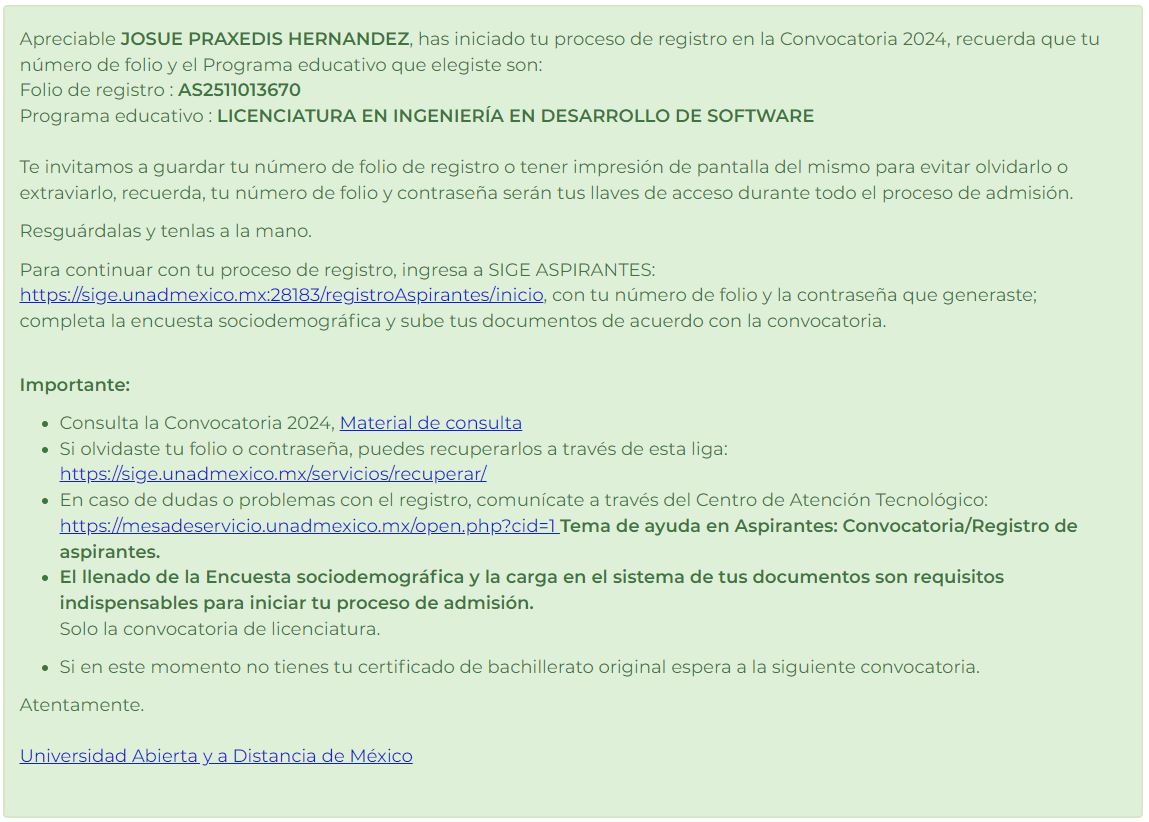 Apreciable JOSUE PRAXEDIS HERNANDEZ, has iniciado tu proceso de registro en la Convocatoria 2024, recuerda que tu
número de folio y el Programa educativo que elegiste son:
Folio de registro : AS2511013670
Programa educativo : LICENCIATURA EN INGENIERÍA EN DESARROLLO DE SOFTWARE
Te invitamos a guardar tu número de folio de registro o tener impresión de pantalla del mismo para evitar olvidarlo o
extraviarlo, recuerda, tu número de folio y contraseña serán tus llaves de acceso durante todo el proceso de admisión.
Resguárdalas y tenlas a la mano.
Para continuar con tu proceso de registro, ingresa a SIGE ASPIRANTES:
https://sige.unadmexico.mx:28183/registroAspirantes/inicio, con tu número de folio y la contraseña que generaste;
completa la encuesta sociodemográfica y sube tus documentos de acuerdo con la convocatoria.
Importante:
• Consulta la Convocatoria 2024, Material de consulta
• Si olvidaste tu folio o contraseña, puedes recuperarlos a través de esta liga:
https://sige.unadmexico.mx/servicios/recuperar/
• En caso de dudas o problemas con el registro, comunícate a través del Centro de Atención Tecnológico:
https://mesadeservicio.unadmexico.mx/open.php?cid=1 Tema de ayuda en Aspirantes: Convocatoria/Registro de
aspirantes.
• El llenado de la Encuesta sociodemográfica y la carga en el sistema de tus documentos son requisitos
indispensables para iniciar tu proceso de admisión.
Solo la convocatoria de licenciatura.
• Si en este momento no tienes tu certificado de bachillerato original espera a la siguiente convocatoria.
Atentamente.
Universidad Abierta y a Distancia de México